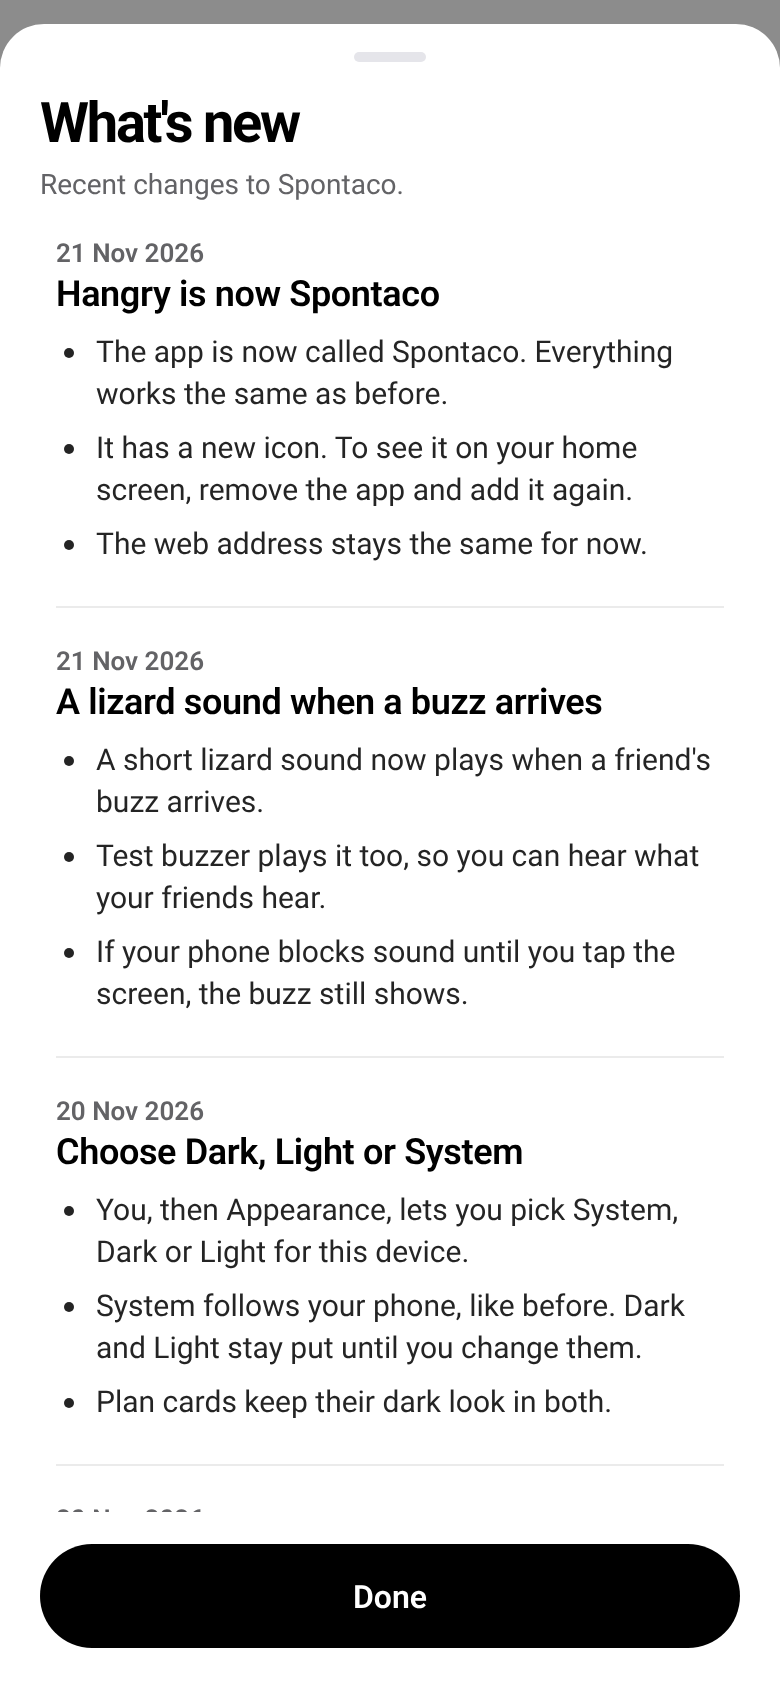 What's new
Recent changes to Spontaco.
21 Nov 2026
Hangry is now Spontaco
• The app is now called Spontaco. Everything
works the same as before.
• It has a new icon. To see it on your home
screen, remove the app and add it again.
• The web address stays the same for now.
21 Nov 2026
A lizard sound when a buzz arrives
• A short lizard sound now plays when a friend's
buzz arrives.
• Test buzzer plays it too, so you can hear what
your friends hear.
• If your phone blocks sound until you tap the
screen, the buzz still shows.
20 Nov 2026
Choose Dark, Light or System
• You, then Appearance, lets you pick System,
Dark or Light for this device.
• System follows your phone, like before. Dark
and Light stay put until you change them.
• Plan cards keep their dark look in both.
Done